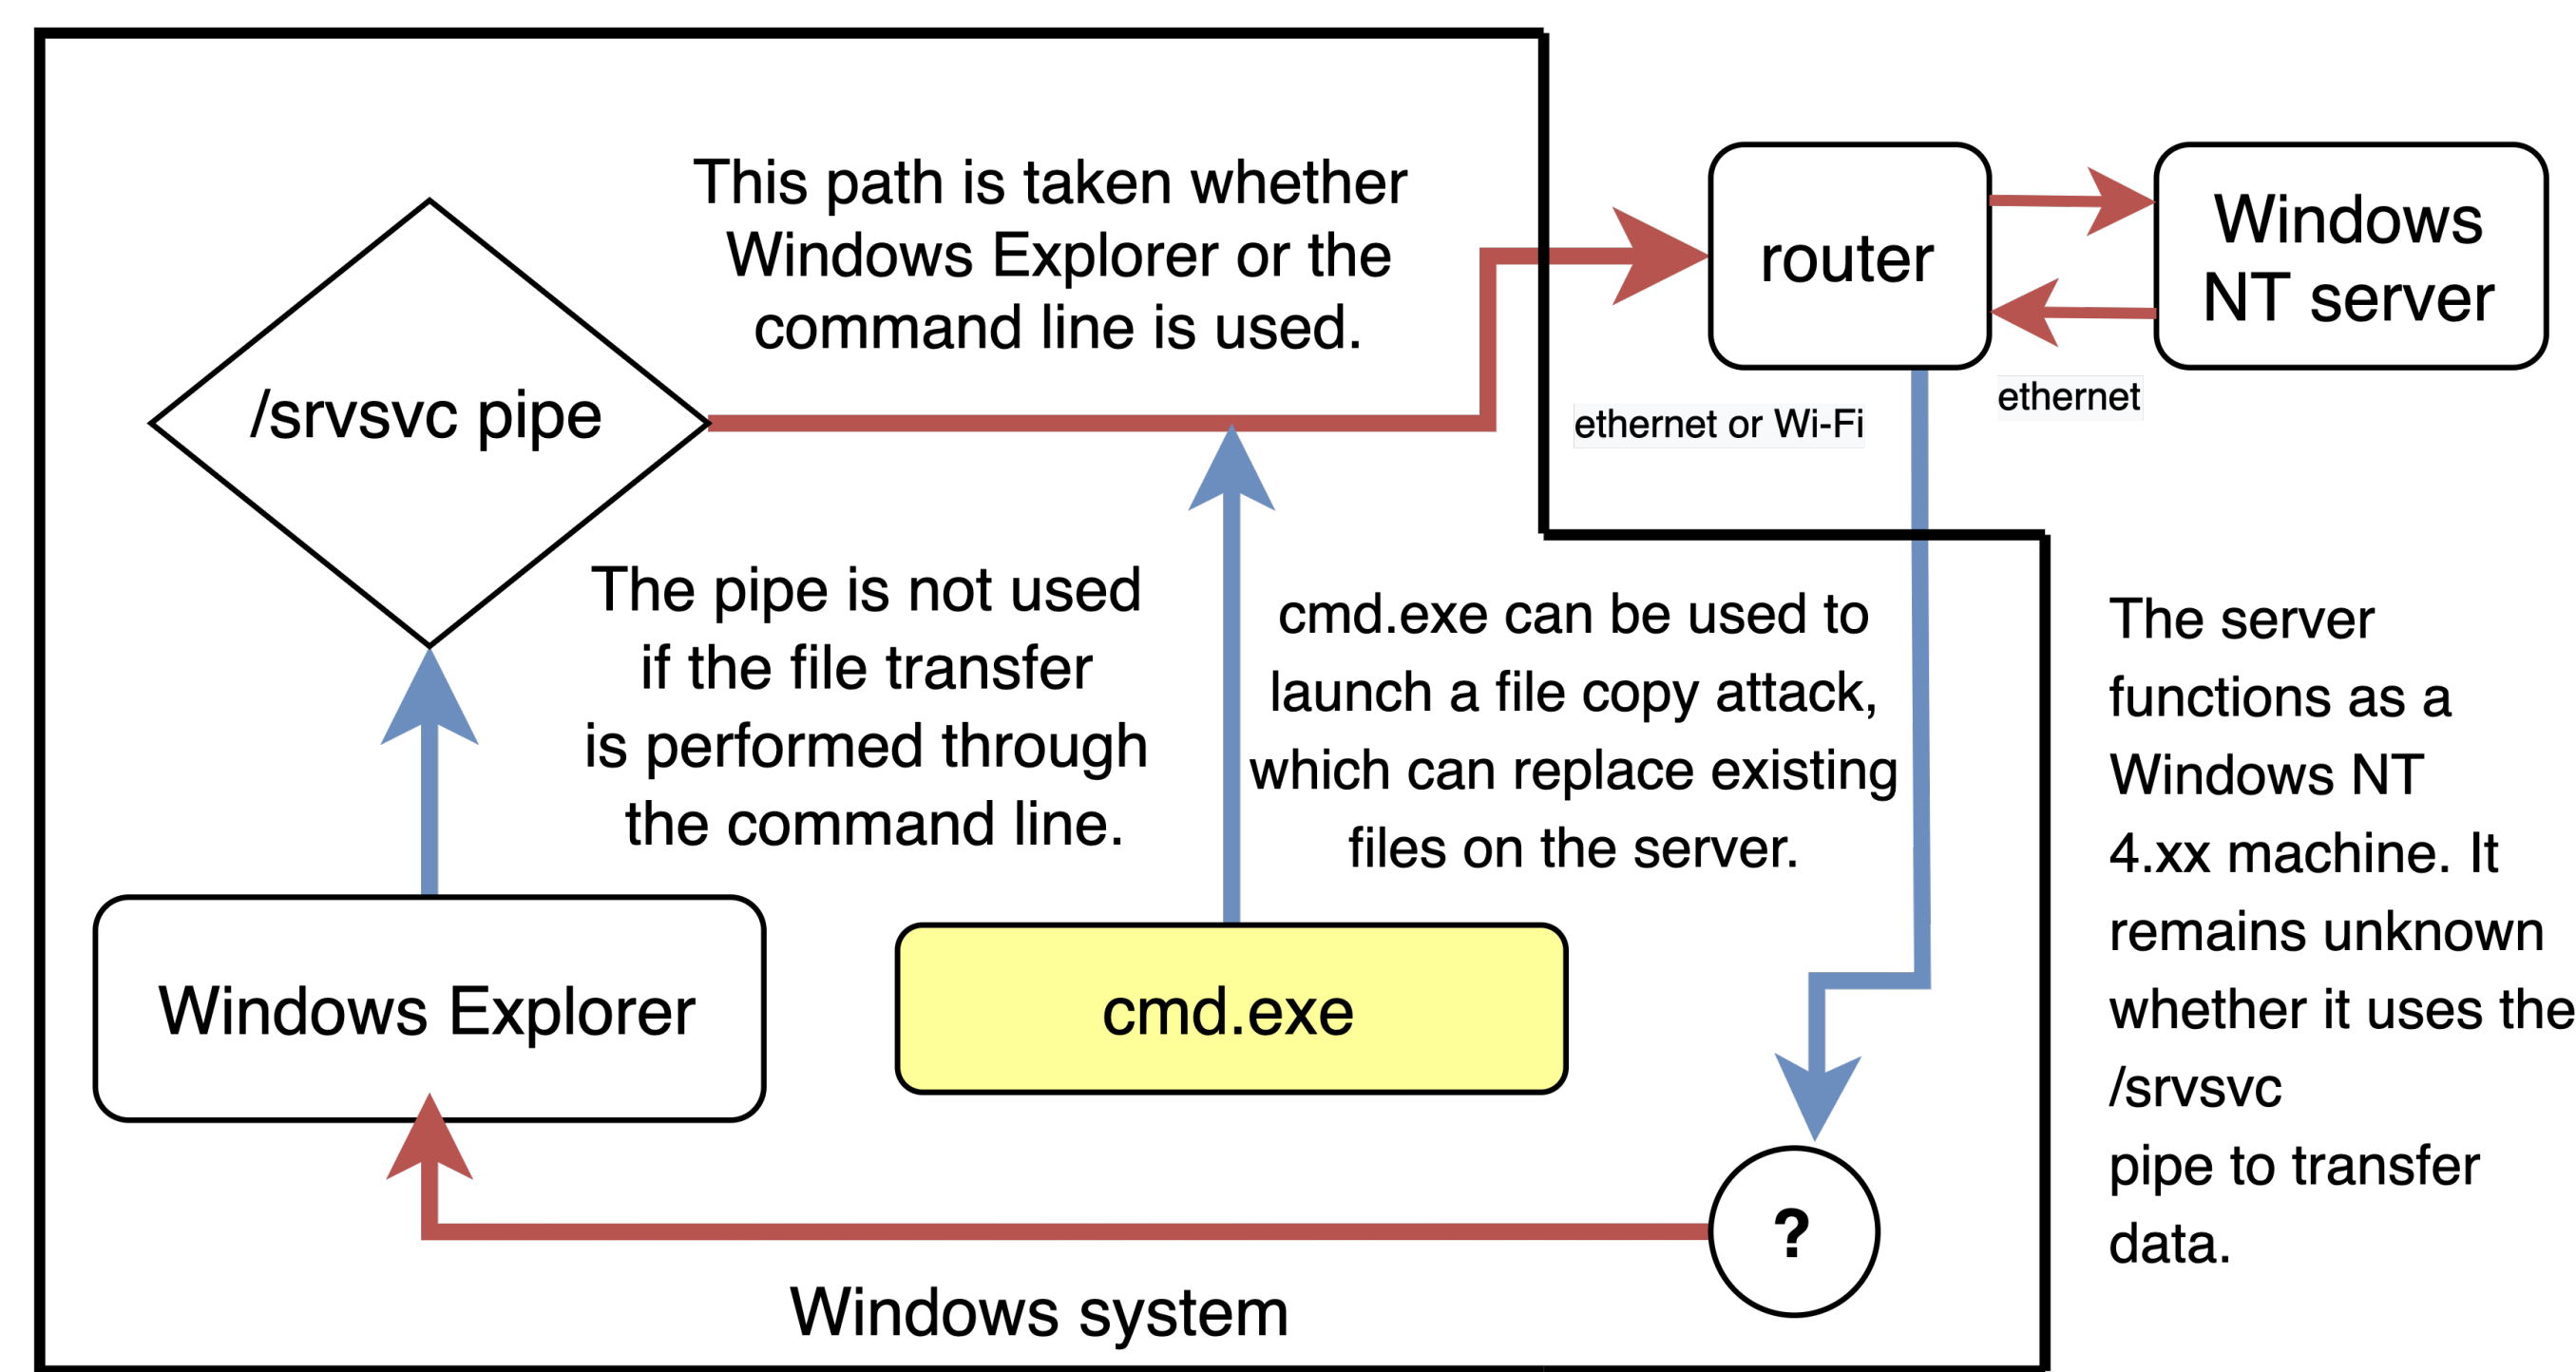 This path is taken whether
Windows Explorer or the
command line is used.
/srvsvc pipe
router
Windows
NT server
ethernet or Wi-Fi
ethernet
The pipe is not used
if the file transfer
is performed through
the command line.
cmd.exe can be used to
launch a file copy attack,
which can replace existing
files on the server.
The server
functions as a
Windows NT
4.xx machine. It
remains unknown
whether it uses the
/srvsvc
pipe to transfer
data.
Windows Explorer
cmd.exe
?
Windows system